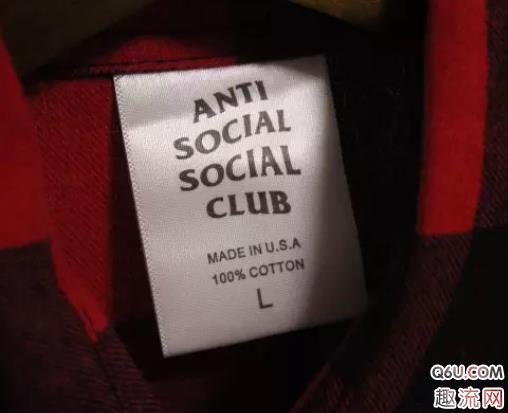 ANTI
SOCIAL
SOCIAL
CLUB
MADE IN U.S.A
100% COTTON
L
Q6U.COM
趣流网